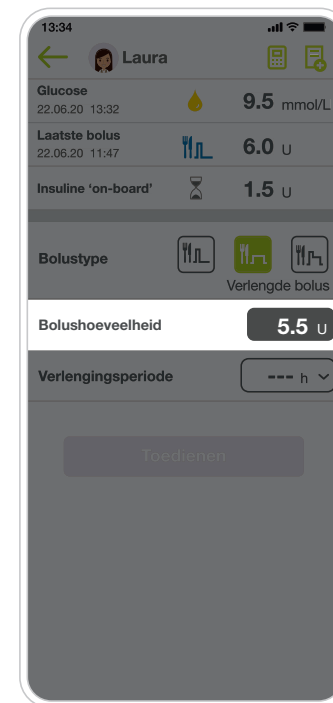 13:34
Laura
Glucose
22.06.20 13:32
9.5 mmol/L
Laatste bolus
22.06.20 11:47
6.0 U
Insuline ‘on-board’
1.5 U
Bolustype
Verlengde bolus
Bolushoeveelheid
5.5 U
Verlengingsperiode
--- h
Toedienen